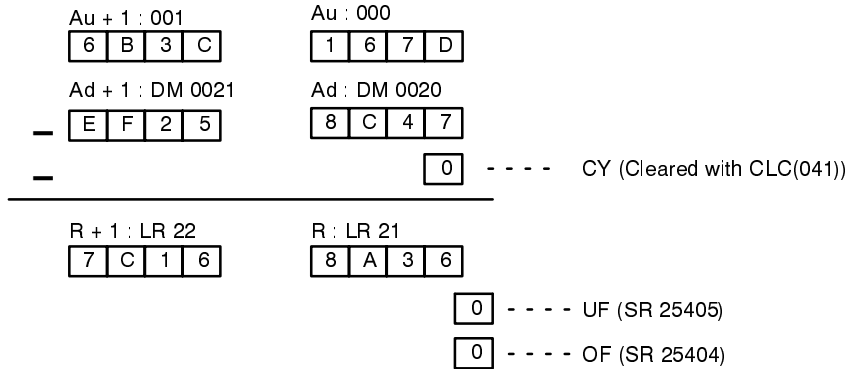 Au + 1 : 001 Au : 000
6 B 3 C 1 6 7 D
Ad + 1 : DM 0021 Ad : DM 0020
– E F 2 5 8 C 4 7
– 0 - - - - CY (Cleared with CLC(041))
R + 1 : LR 22 R : LR 21
7 C 1 6 8 A 3 6
0 - - - - UF (SR 25405)
0 - - - - OF (SR 25404)